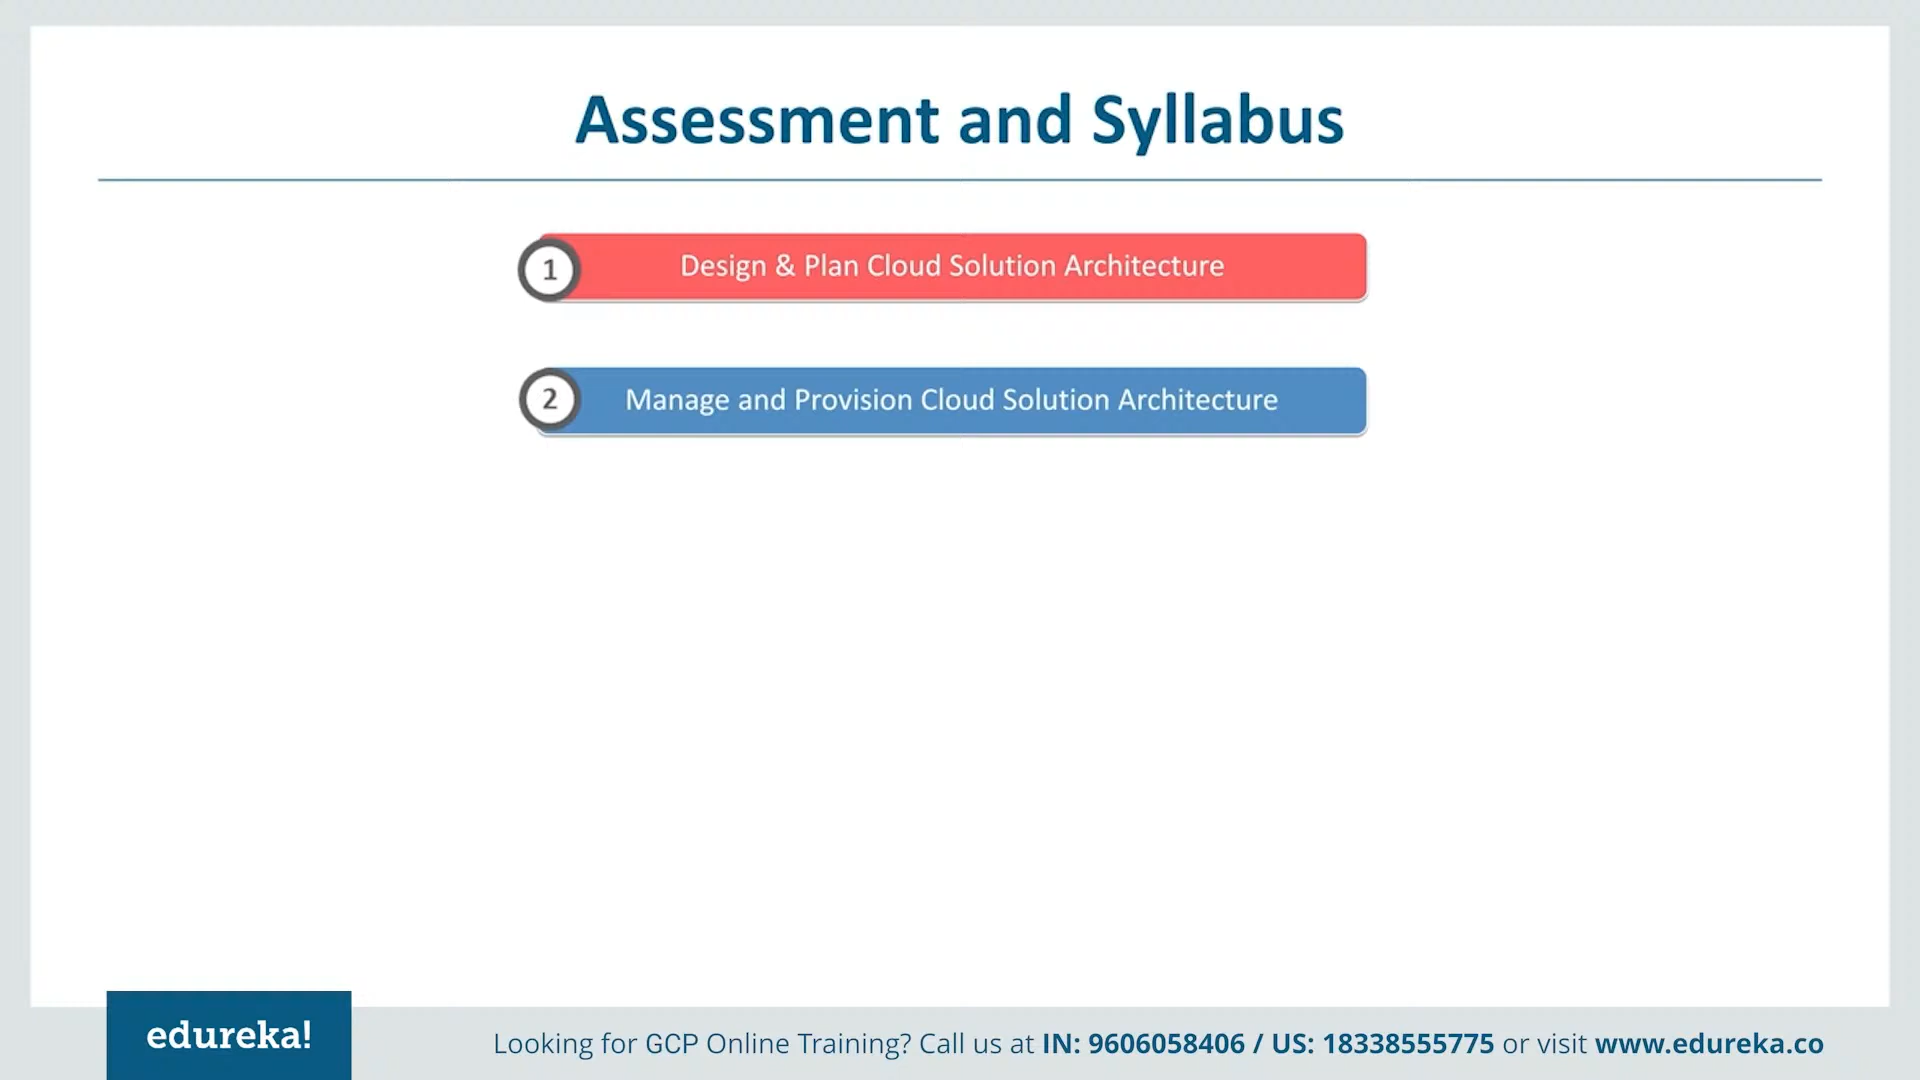 Assessment and Syllabus
1 Design & Plan Cloud Solution Architecture
2 Manage and Provision Cloud Solution Architecture
edureka!
Looking for GCP Online Training? Call us at IN: 9606058406 / US: 18338555775 or visit www.edureka.co